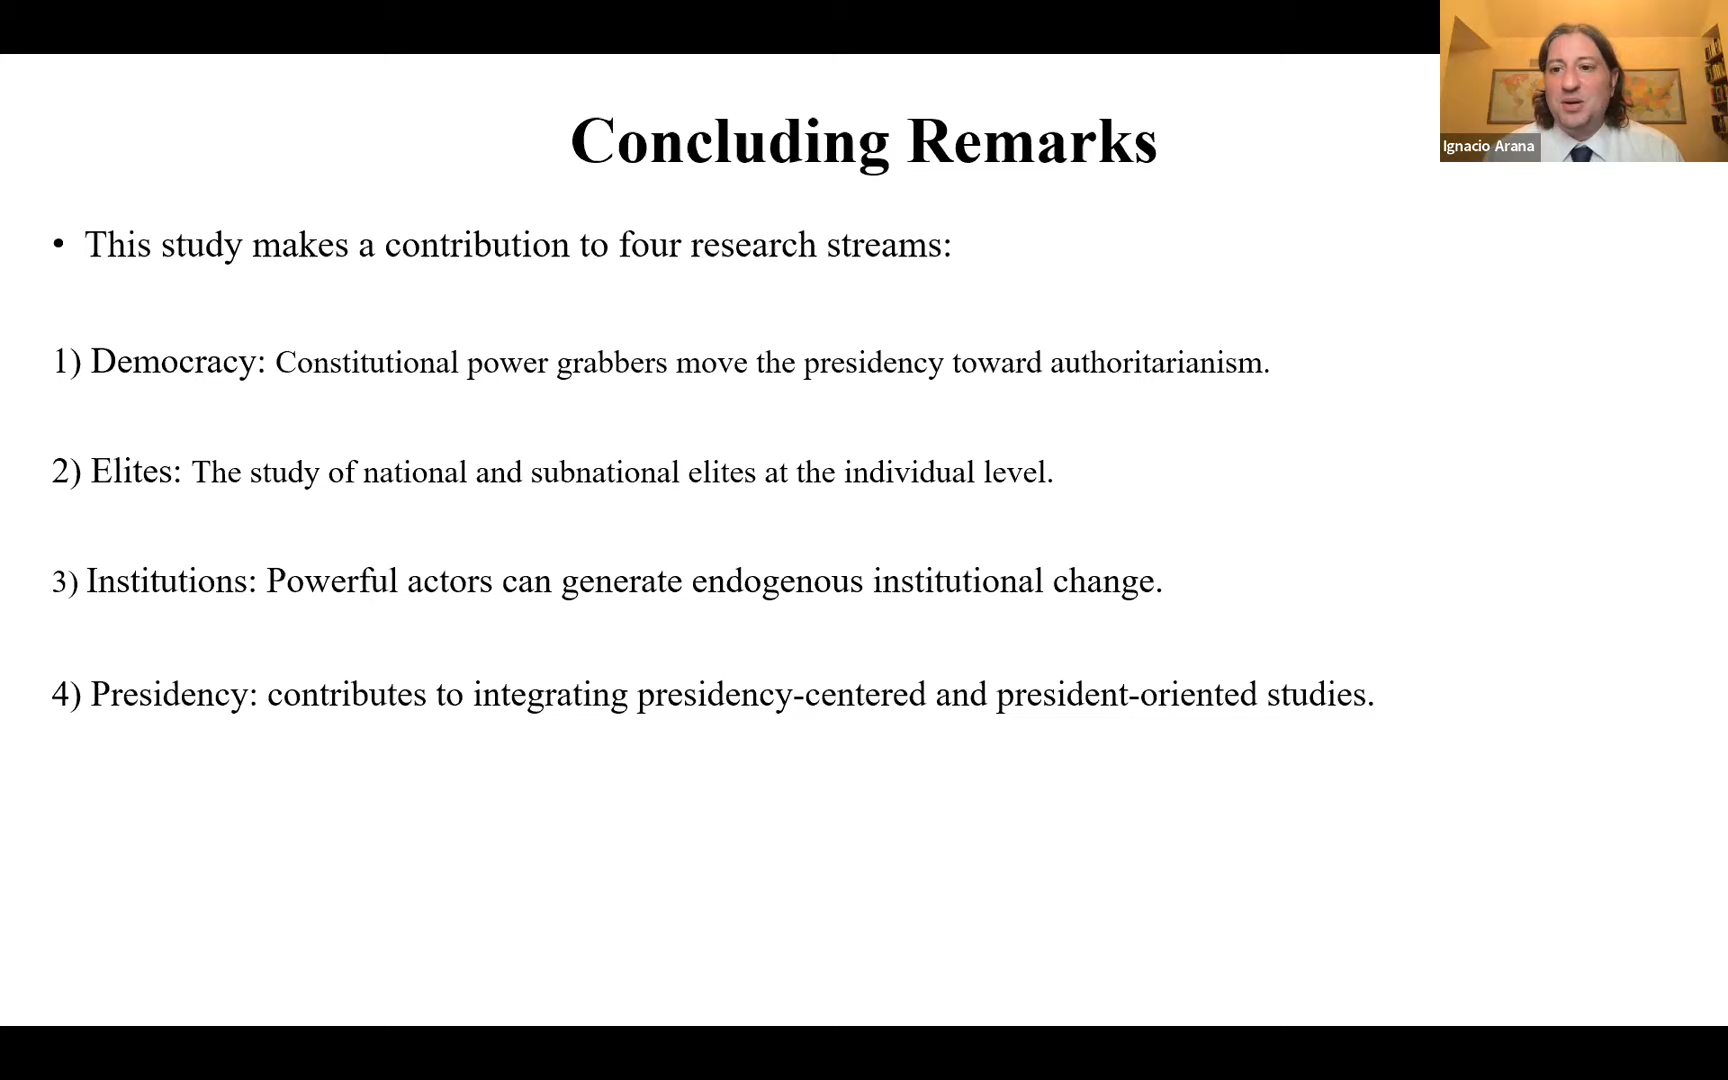 Concluding Remarks
Ignacio Arana
• This study makes a contribution to four research streams:
1) Democracy: Constitutional power grabbers move the presidency toward authoritarianism.
2) Elites: The study of national and subnational elites at the individual level.
3) Institutions: Powerful actors can generate endogenous institutional change.
4) Presidency: contributes to integrating presidency-centered and president-oriented studies.